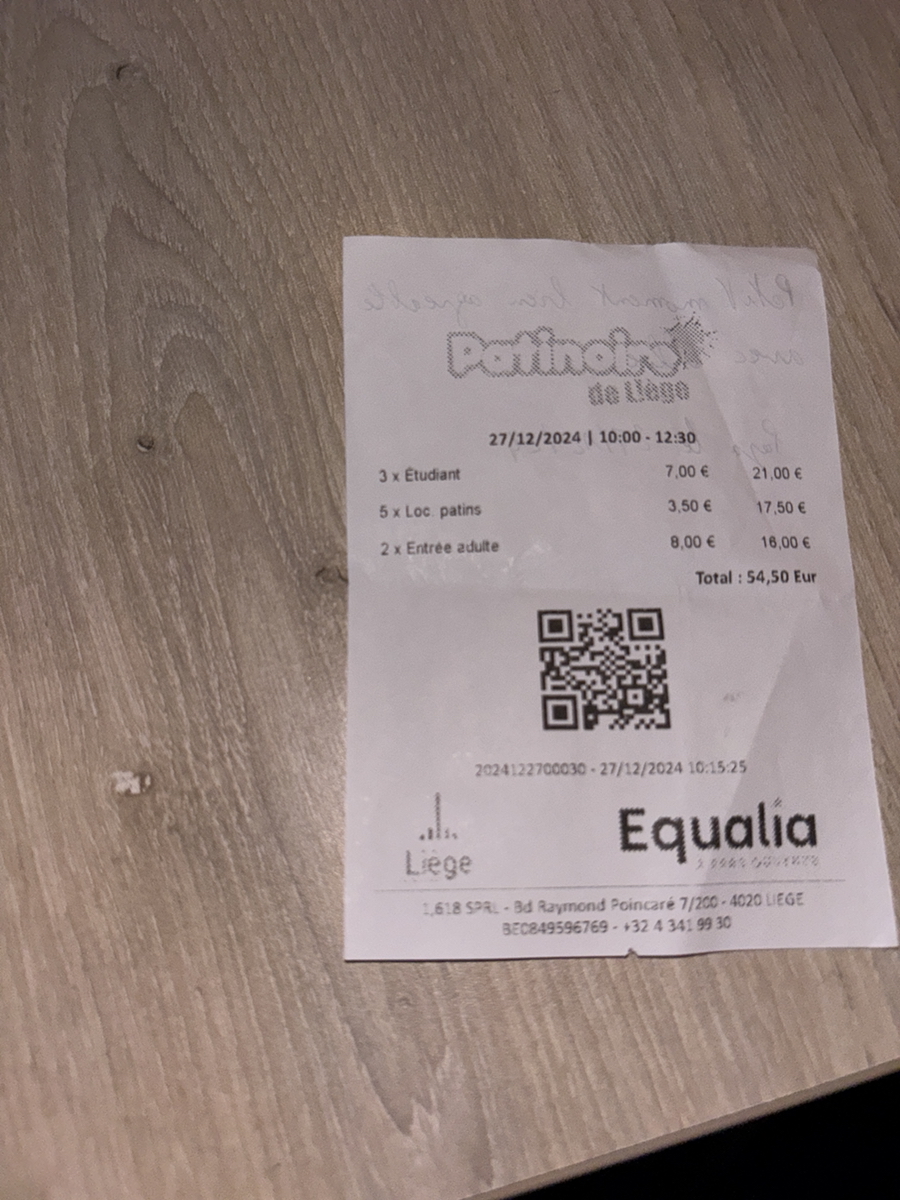 Patinoire
de Liège
27/12/2024 | 10:00 - 12:30
3 x Étudiant 7,00 € 21,00 €
5 x Loc. patins 3,50 € 17,50 €
2 x Entrée adulte 8,00 € 16,00 €
Total : 54,50 Eur
2024122700030 - 27/12/2024 10:15:25
Liège
Equalia
1,618 SPRL - Bd Raymond Poincaré 7/200 - 4020 LIEGE
BE0849596769 - +32 4 341 99 30